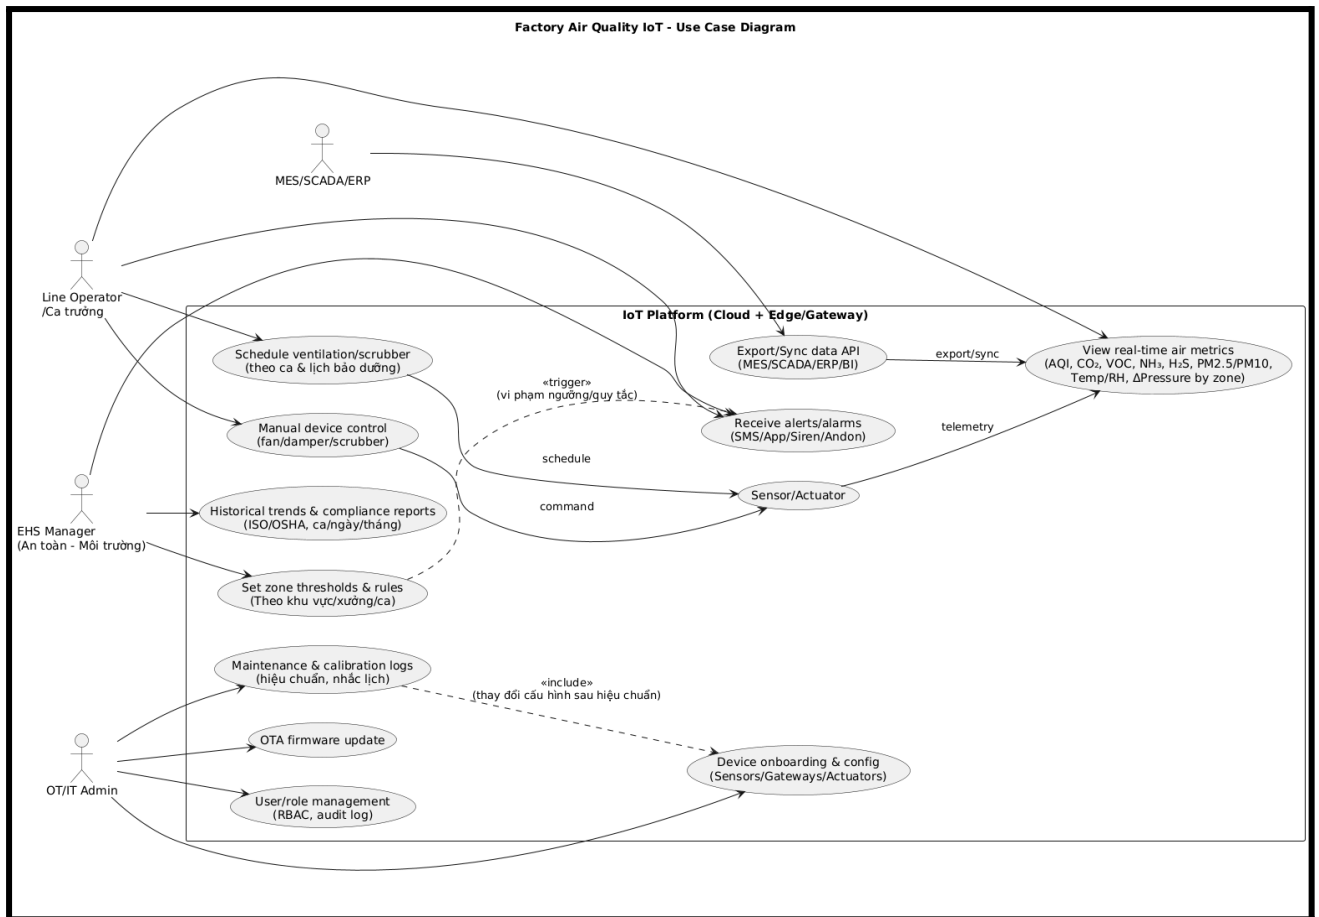 Factory Air Quality IoT - Use Case Diagram
MES/SCADA/ERP
Line Operator
/Ca trưởng
IoT Platform (Cloud + Edge/Gateway)
Schedule ventilation/scrubber
(theo ca & lịch bảo dưỡng)
Export/Sync data API
(MES/SCADA/ERP/BI)
export/sync
View real-time air metrics
(AQI, CO₂, VOC, NH₃, H₂S, PM2.5/PM10,
Temp/RH, ΔPressure by zone)
«trigger»
(vi phạm ngưỡng/quy tắc)
Manual device control
(fan/damper/scrubber)
Receive alerts/alarms
(SMS/App/Siren/Andon)
telemetry
schedule
Sensor/Actuator
command
EHS Manager
(An toàn - Môi trường)
Historical trends & compliance reports
(ISO/OSHA, ca/ngày/tháng)
Set zone thresholds & rules
(Theo khu vực/xưởng/ca)
Maintenance & calibration logs
(hiệu chuẩn, nhắc lịch)
«include»
(thay đổi cấu hình sau hiệu chuẩn)
OTA firmware update
Device onboarding & config
(Sensors/Gateways/Actuators)
OT/IT Admin
User/role management
(RBAC, audit log)